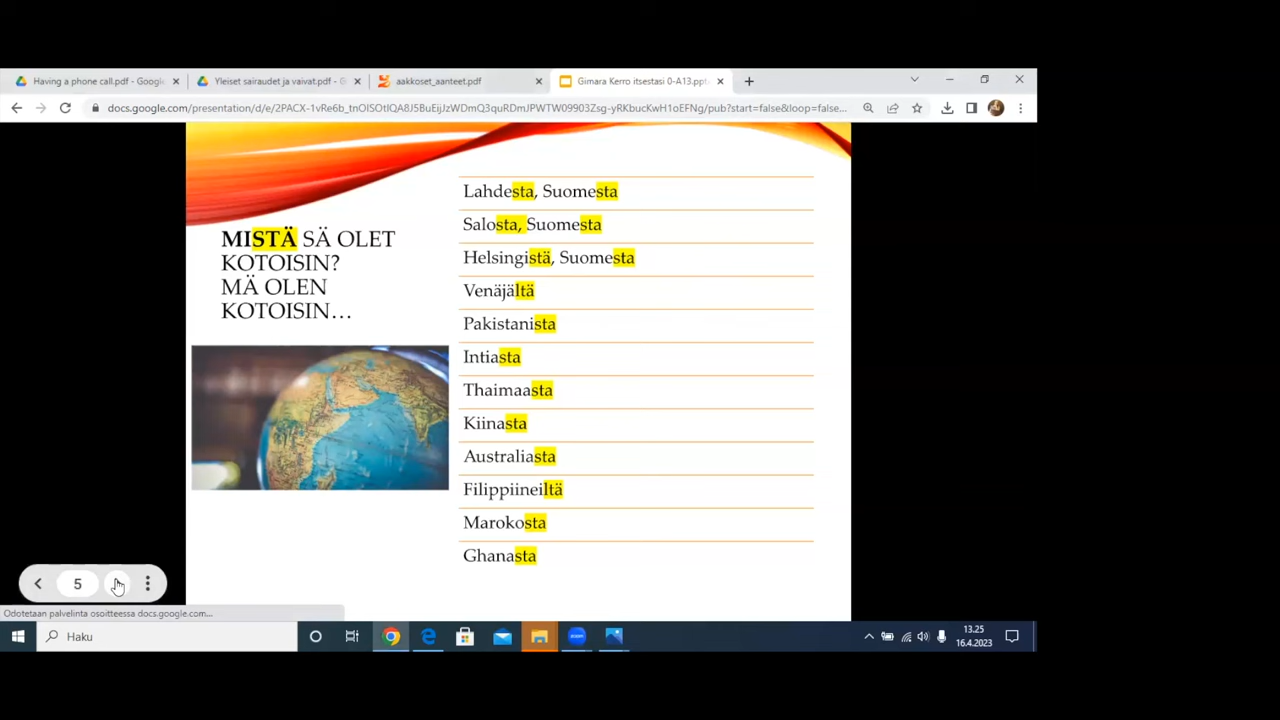 Having a phone call.pdf - Google
Yleiset sairaudet ja vaivat.pdf - G
aakkoset_aanteet.pdf
Gimara Kerro itsestasi 0-A13.ppt
docs.google.com/presentation/d/e/2PACX-1vRe6b_tnOISOtIQA8J5BuEijJzWDmQ3quRDmJPWTW09903Zsg-yRKbucKwH1oEFNg/pub?start=false&loop=false...
MISTÄ SÄ OLET
KOTOISIN?
MÄ OLEN
KOTOISIN…
Lahdesta, Suomesta
Salosta, Suomesta
Helsingistä, Suomesta
Venäjältä
Pakistanista
Intiasta
Thaimaasta
Kiinasta
Australiasta
Filippiineiltä
Marokosta
Ghanasta
5
Odotetaan palvelinta osoitteessa docs.google.com...
Haku
zoom
13.25
16.4.2023